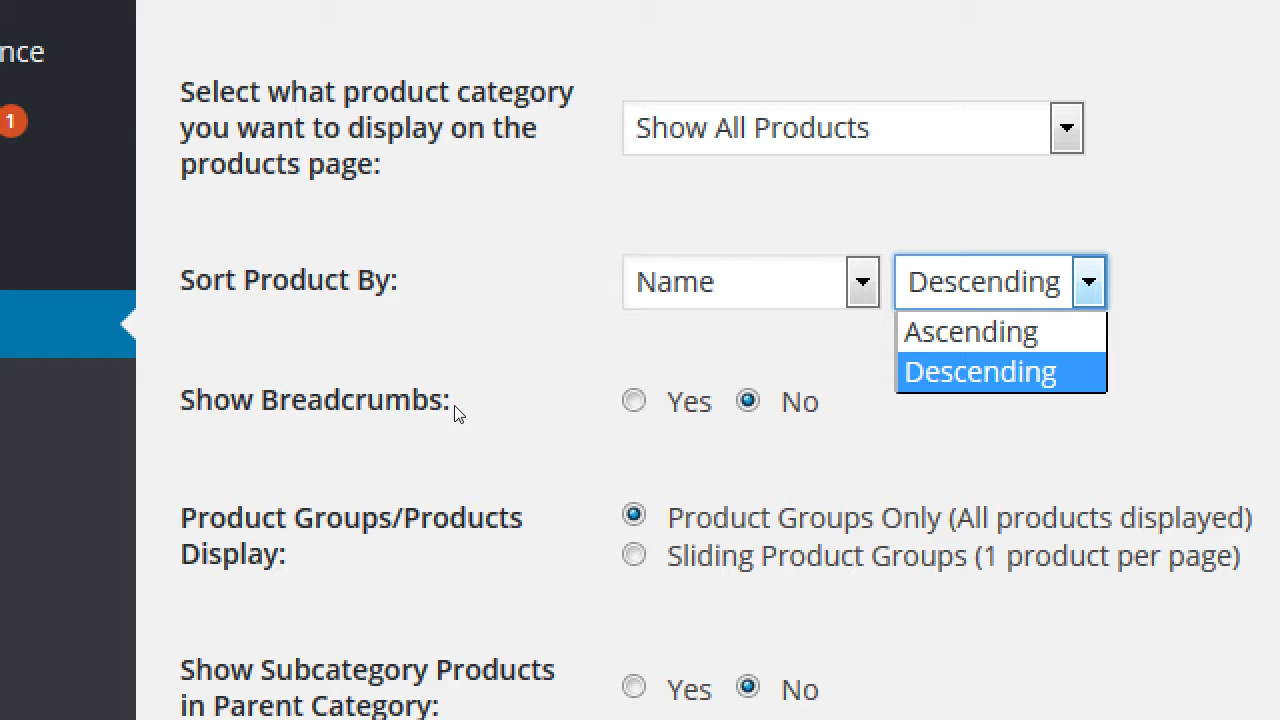 nce
1
Select what product category
you want to display on the
products page:
Show All Products
Sort Product By:
Name
Descending
Ascending
Descending
Show Breadcrumbs:
Yes
No
Product Groups/Products
Display:
Product Groups Only (All products displayed)
Sliding Product Groups (1 product per page)
Show Subcategory Products
in Parent Category:
Yes
No